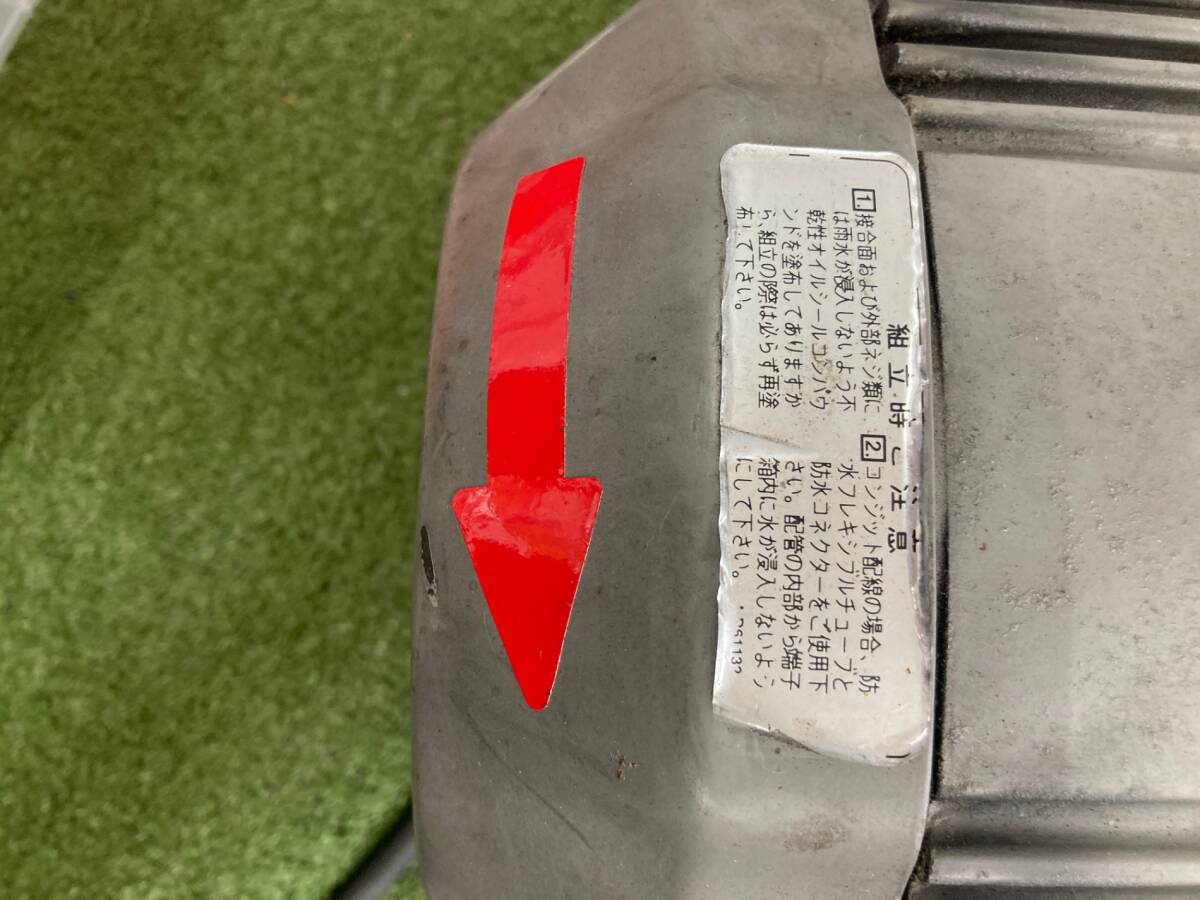 組立時ご注意
1. 接合面および外部ネジ類に
は雨水が浸入しないよう不
乾性オイルシールコンパウ
ンドを塗布してありますか
ら、組立の際は必らず再塗
布して下さい。
2. コンジット配線の場合、防
水フレキシブルチューブと
防水コネクターをご使用下
さい。配管の内部から端子
箱内に水が浸入しないよう
にして下さい。